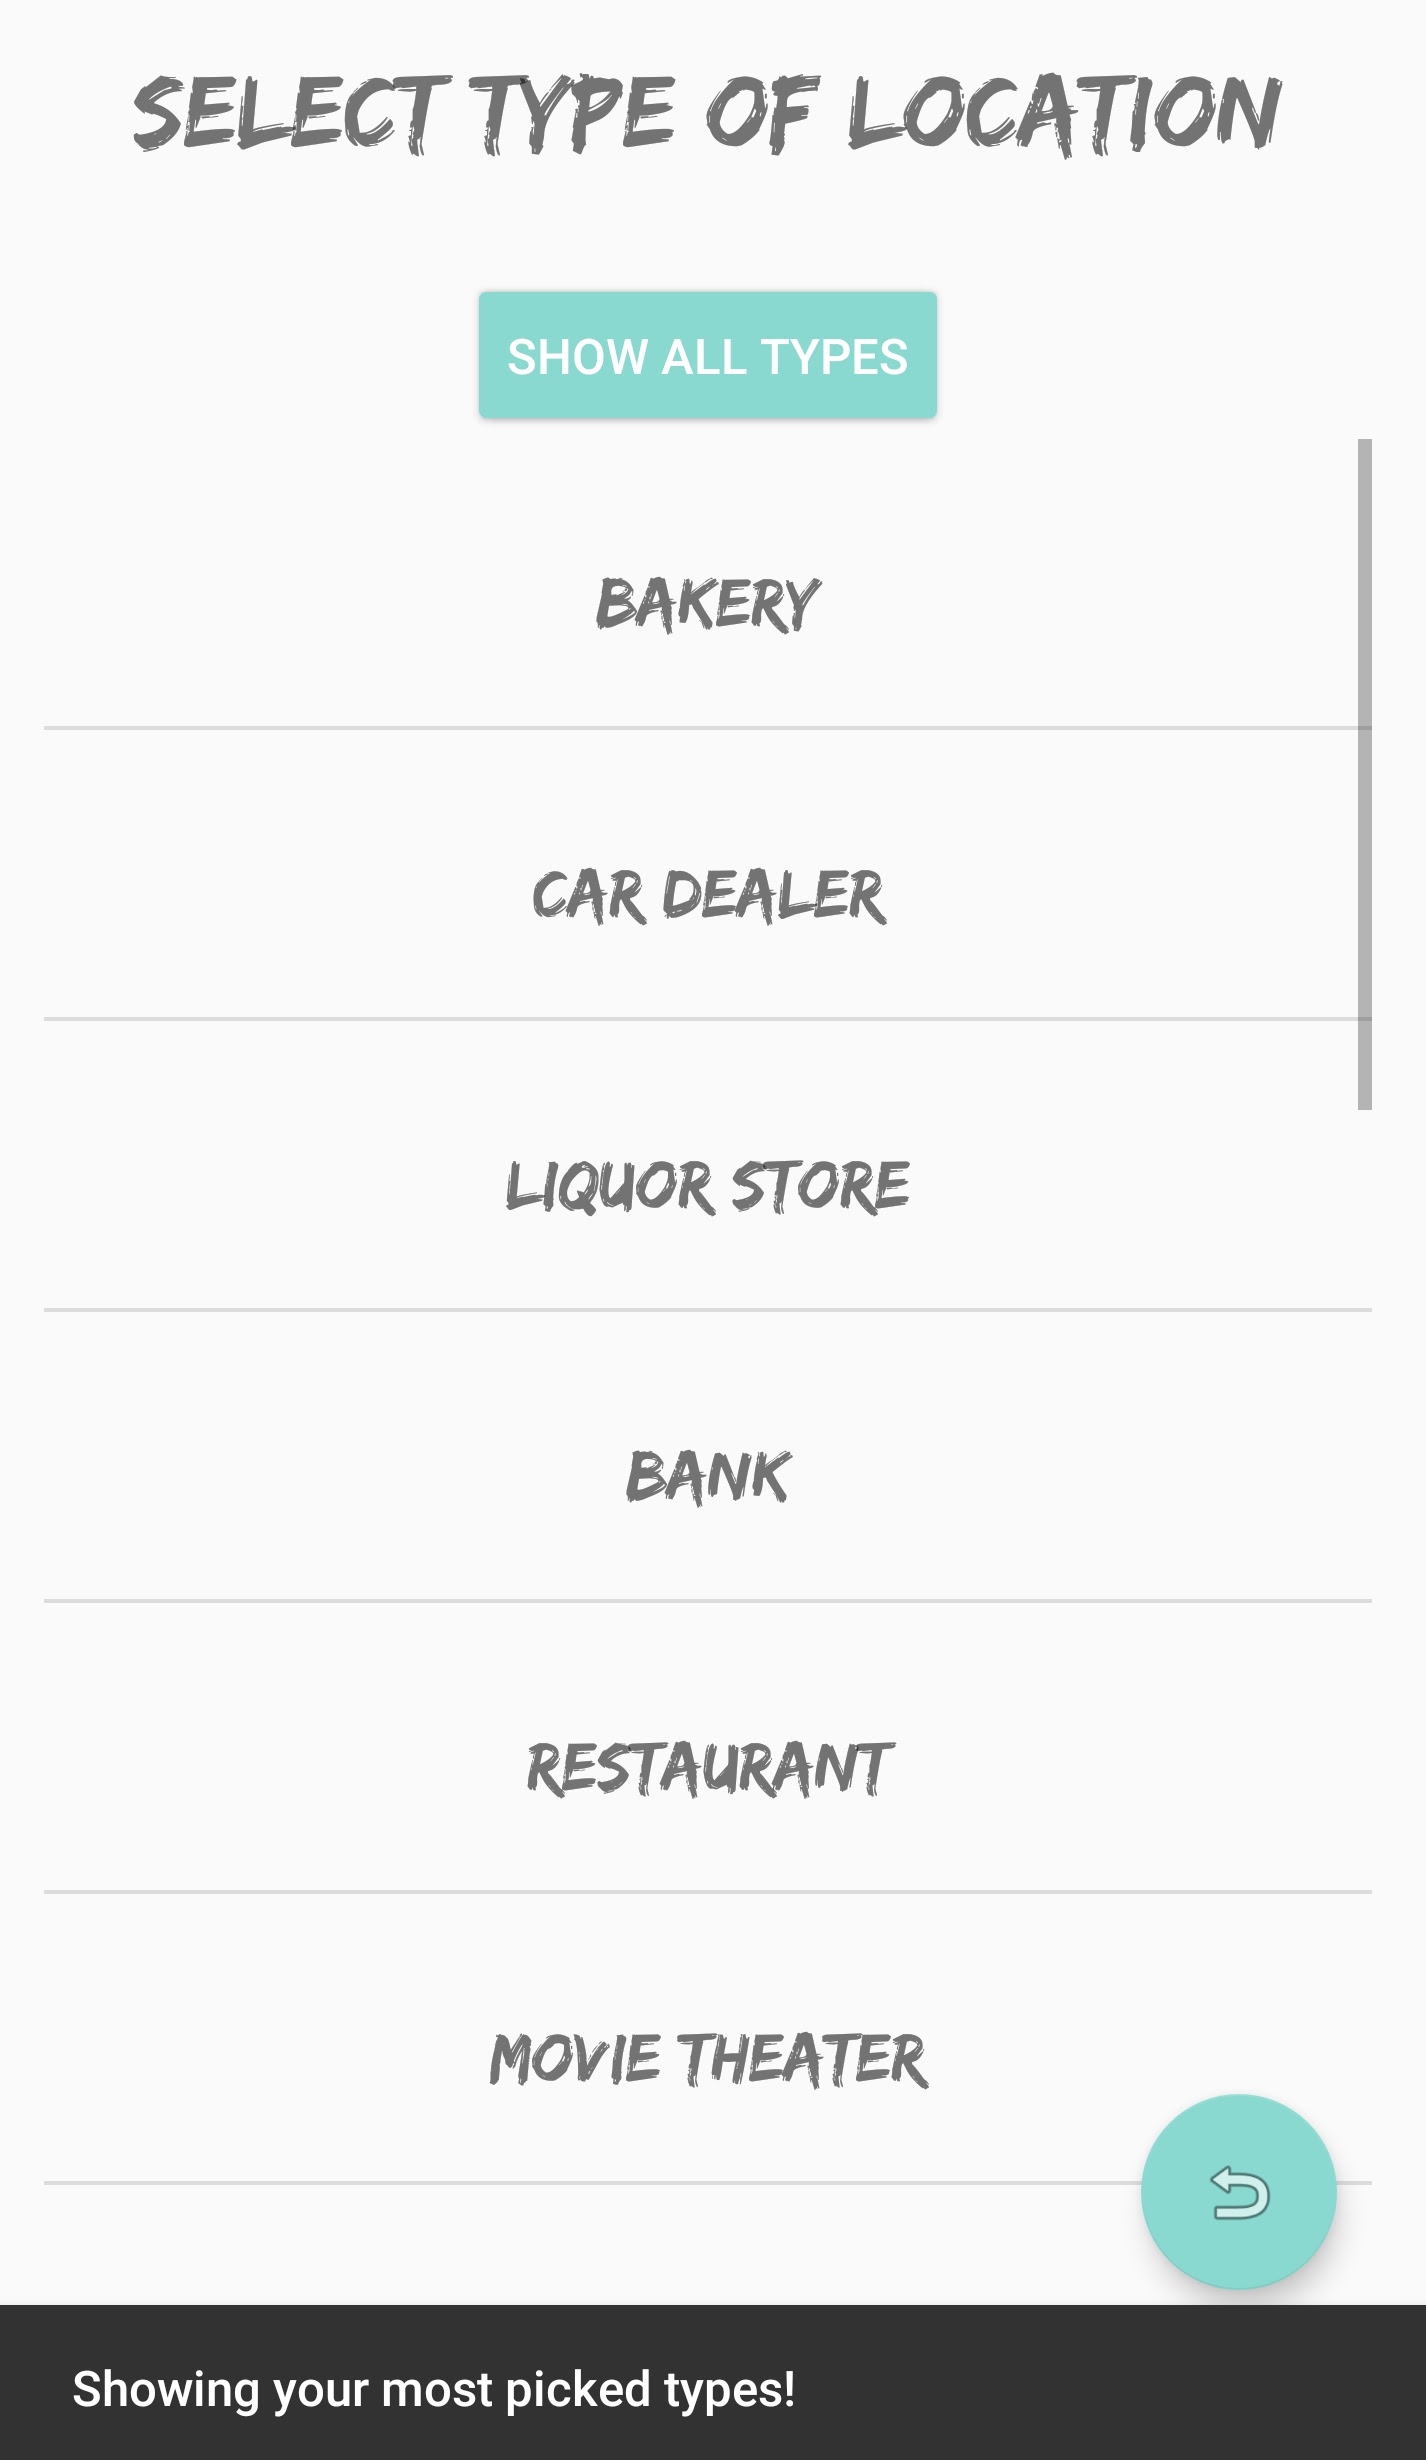 SELECT TYPE OF LOCATION
SHOW ALL TYPES
BAKERY
CAR DEALER
LIQUOR STORE
BANK
RESTAURANT
MOVIE THEATER
Showing your most picked types!